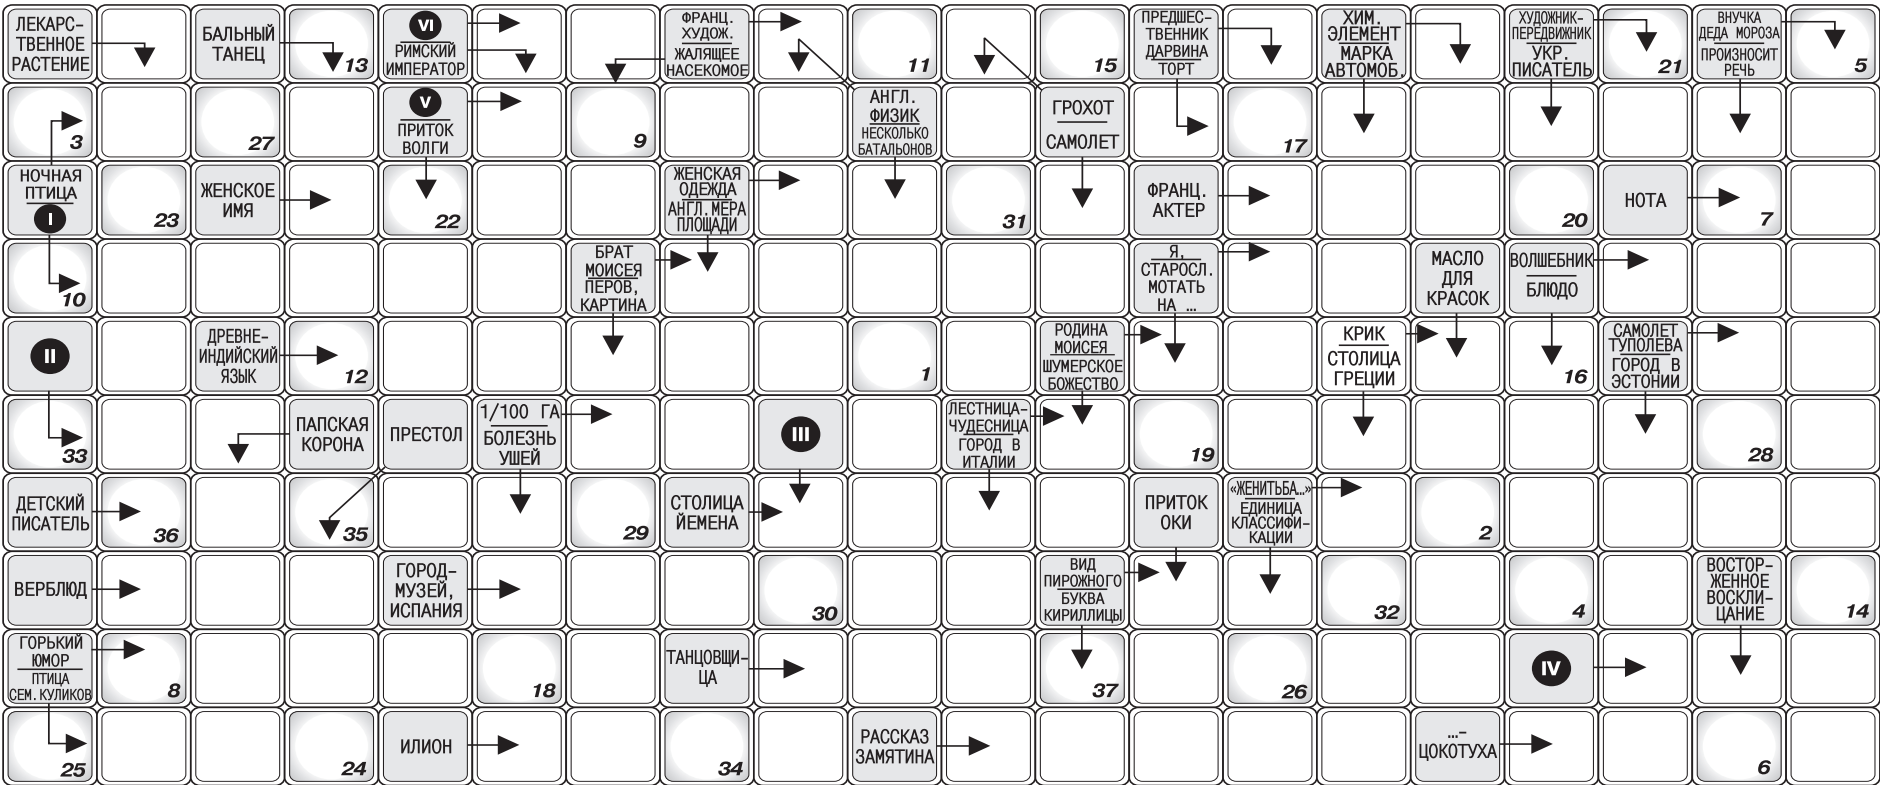 ЛЕКАРС-
ТВЕННОЕ
РАСТЕНИЕ
БАЛЬНЫЙ
ТАНЕЦ
13
VI
РИМСКИЙ
ИМПЕРАТОР
ФРАНЦ.
ХУДОЖ.
ЖАЛЯЩЕЕ
НАСЕКОМОЕ
11
15
ПРЕДШЕС-
ТВЕННИК
ДАРВИНА
ТОРТ
ХИМ.
ЭЛЕМЕНТ
МАРКА
АВТОМОБ.
ХУДОЖНИК-
ПЕРЕДВИЖНИК
УКР.
ПИСАТЕЛЬ
21
ВНУЧКА
ДЕДА МОРОЗА
ПРОИЗНОСИТ
РЕЧЬ
5
3
27
V
ПРИТОК
ВОЛГИ
9
АНГЛ.
ФИЗИК
НЕСКОЛЬКО
БАТАЛЬОНОВ
ГРОХОТ
САМОЛЕТ
17
НОЧНАЯ
ПТИЦА
I
23
ЖЕНСКОЕ
ИМЯ
22
ЖЕНСКАЯ
ОДЕЖДА
АНГЛ.МЕРА
ПЛОЩАДИ
31
ФРАНЦ.
АКТЕР
20
НОТА
7
10
БРАТ
МОИСЕЯ
ПЕРОВ,
КАРТИНА
Я,
СТАРОСЛ.
МОТАТЬ
НА ...
МАСЛО
ДЛЯ
КРАСОК
ВОЛШЕБНИК
БЛЮДО
II
ДРЕВНЕ-
ИНДИЙСКИЙ
ЯЗЫК
12
1
РОДИНА
МОИСЕЯ
ШУМЕРСКОЕ
БОЖЕСТВО
КРИК
СТОЛИЦА
ГРЕЦИИ
16
САМОЛЕТ
ТУПОЛЕВА
ГОРОД В
ЭСТОНИИ
33
ПАПСКАЯ
КОРОНА
ПРЕСТОЛ
1/100 ГА
БОЛЕЗНЬ
УШЕЙ
III
ЛЕСТНИЦА-
ЧУДЕСНИЦА
ГОРОД В
ИТАЛИИ
19
28
ДЕТСКИЙ
ПИСАТЕЛЬ
36
35
29
СТОЛИЦА
ЙЕМЕНА
ПРИТОК
ОКИ
«ЖЕНИТЬБА...»
ЕДИНИЦА
КЛАССИФИ-
КАЦИИ
2
ВЕРБЛЮД
ГОРОД-
МУЗЕЙ,
ИСПАНИЯ
30
ВИД
ПИРОЖНОГО
БУКВА
КИРИЛЛИЦЫ
32
4
ВОСТОР-
ЖЕННОЕ
ВОСКЛИ-
ЦАНИЕ
14
ГОРЬКИЙ
ЮМОР
ПТИЦА
СЕМ.КУЛИКОВ
8
18
ТАНЦОВЩИ-
ЦА
37
26
IV
25
24
ИЛИОН
34
РАССКАЗ
ЗАМЯТИНА
...-
ЦОКОТУХА
6